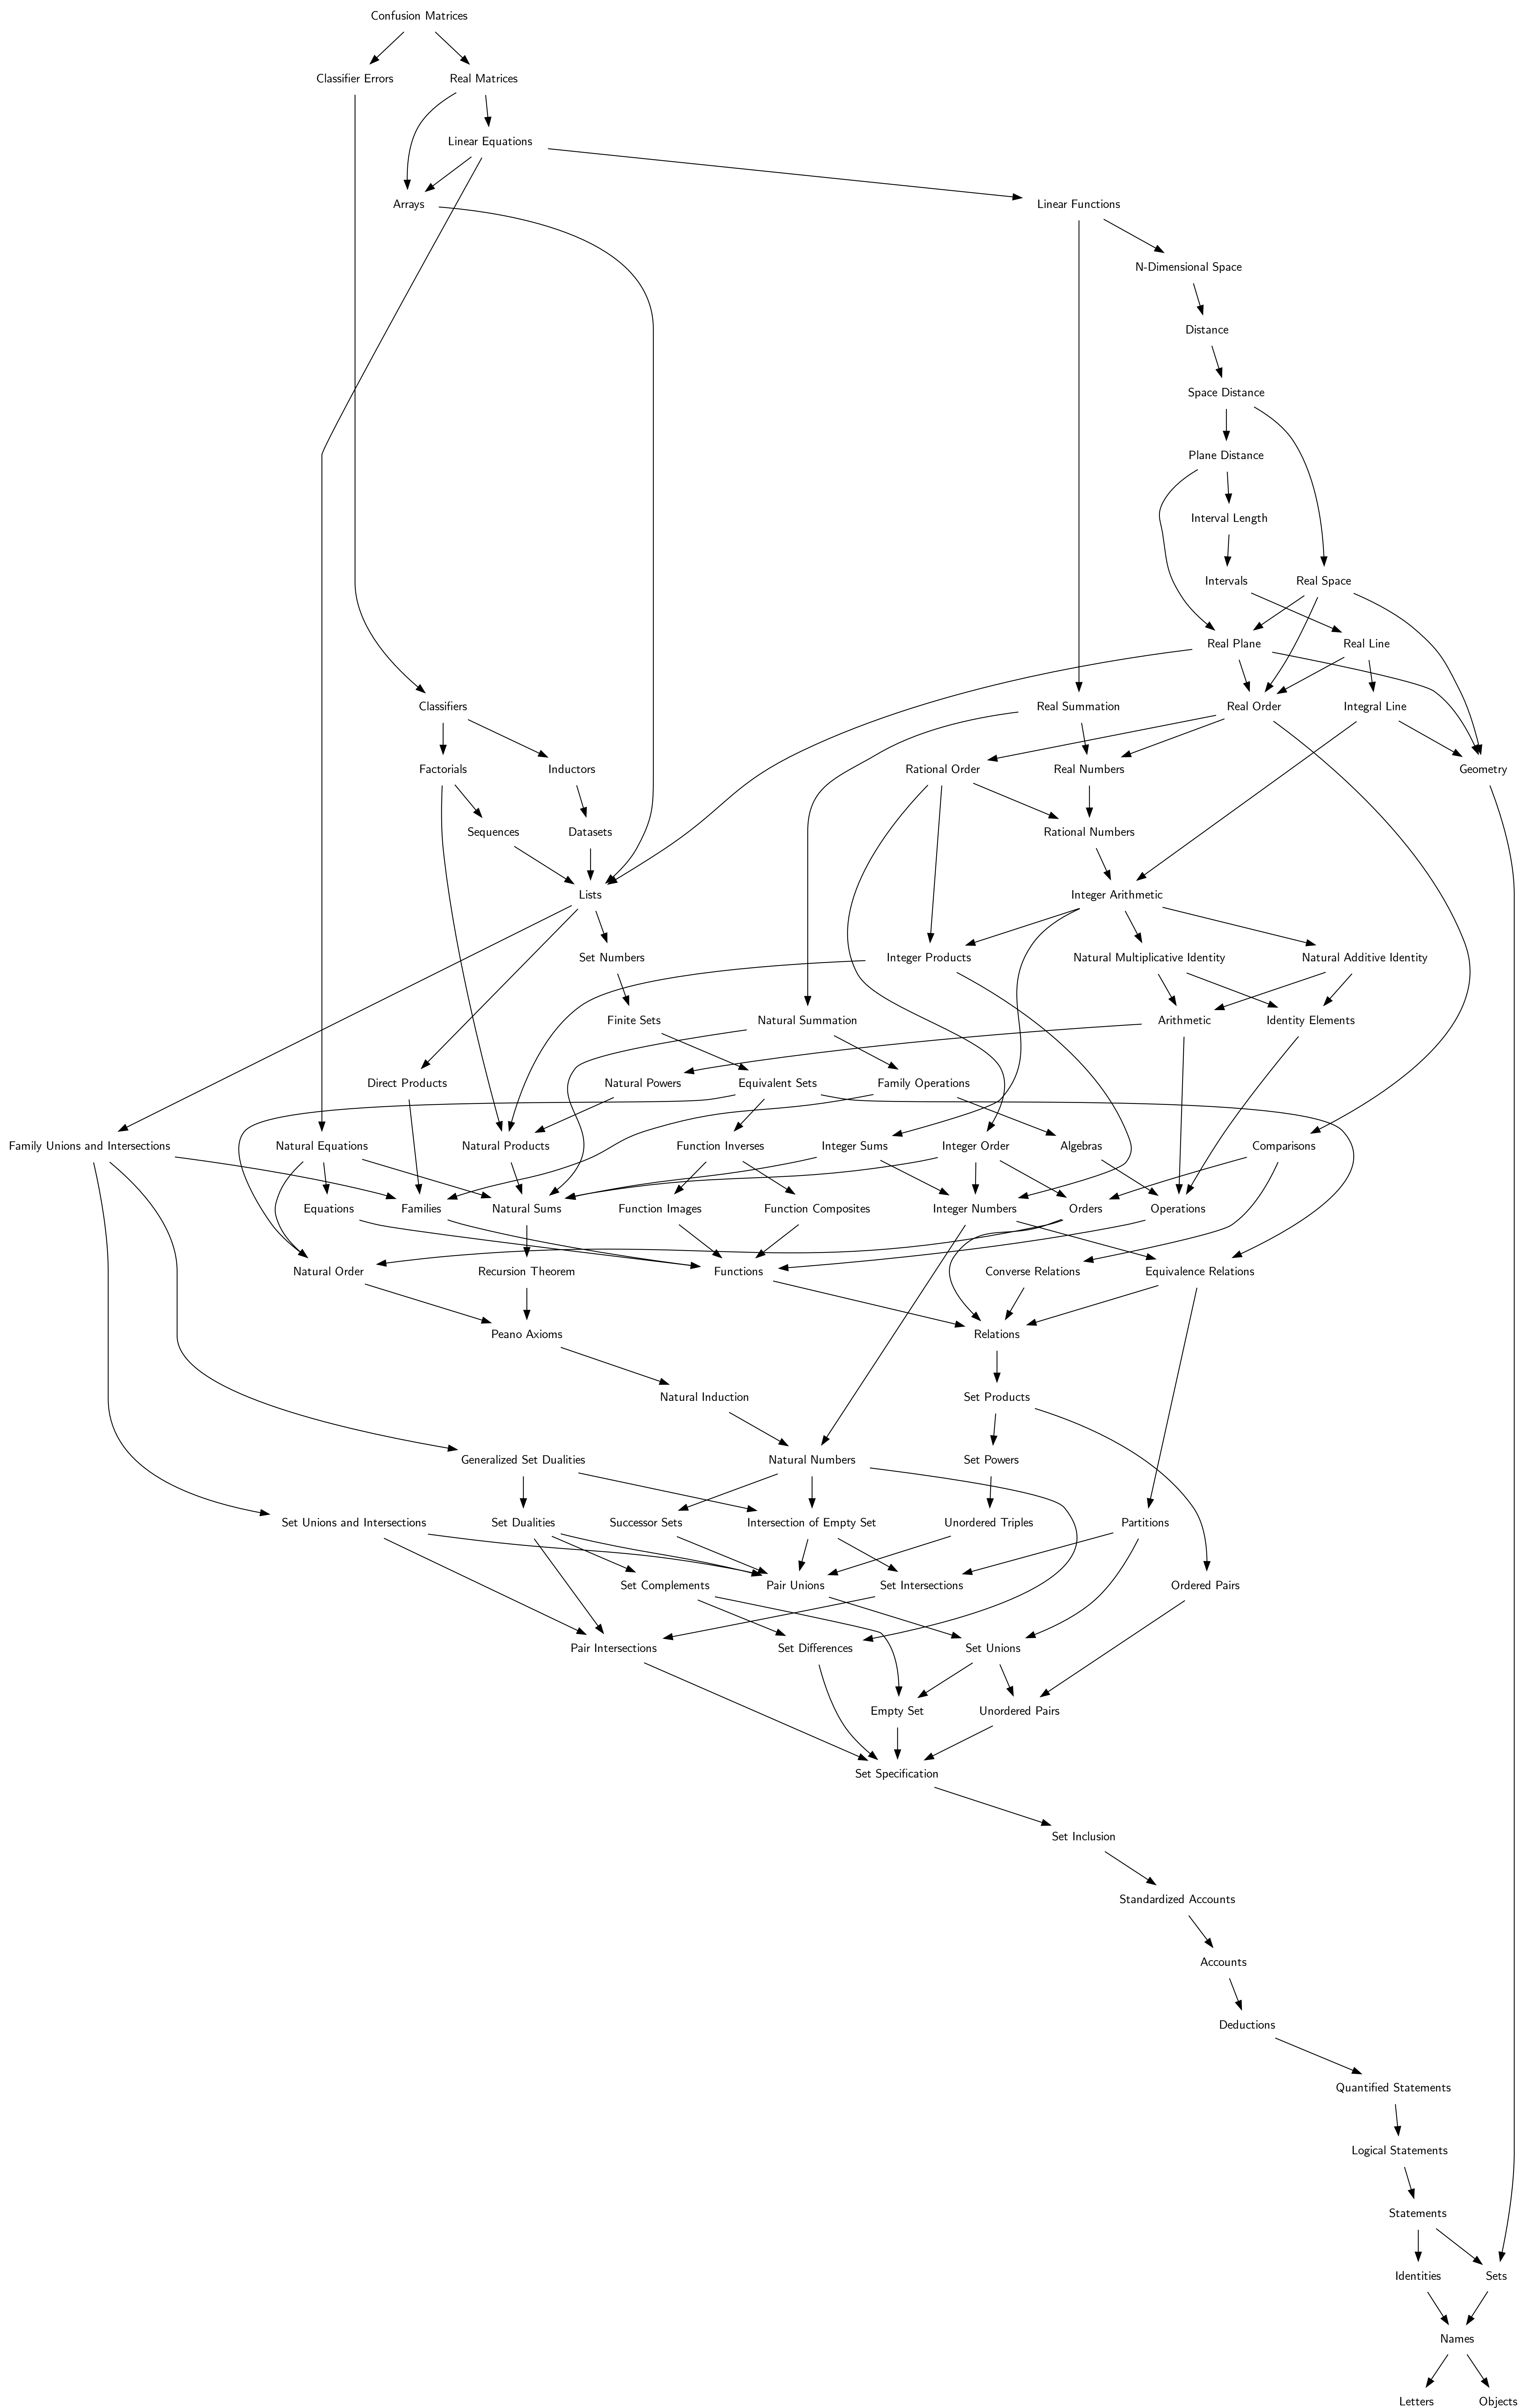 Confusion Matrices
Classifier Errors
Real Matrices
Linear Equations
Arrays
Linear Functions
N-Dimensional Space
Distance
Space Distance
Plane Distance
Interval Length
Intervals
Real Space
Real Plane
Real Line
Classifiers
Real Summation
Real Order
Integral Line
Factorials
Inductors
Rational Order
Real Numbers
Geometry
Sequences
Datasets
Rational Numbers
Lists
Integer Arithmetic
Set Numbers
Integer Products
Natural Multiplicative Identity
Natural Additive Identity
Finite Sets
Natural Summation
Arithmetic
Identity Elements
Direct Products
Natural Powers
Equivalent Sets
Family Operations
Family Unions and Intersections
Natural Equations
Natural Products
Function Inverses
Integer Sums
Integer Order
Algebras
Comparisons
Equations
Families
Natural Sums
Function Images
Function Composites
Integer Numbers
Orders
Operations
Natural Order
Recursion Theorem
Functions
Converse Relations
Equivalence Relations
Peano Axioms
Relations
Natural Induction
Set Products
Generalized Set Dualities
Natural Numbers
Set Powers
Set Unions and Intersections
Set Dualities
Successor Sets
Intersection of Empty Set
Unordered Triples
Partitions
Set Complements
Pair Unions
Set Intersections
Ordered Pairs
Pair Intersections
Set Differences
Set Unions
Empty Set
Unordered Pairs
Set Specification
Set Inclusion
Standardized Accounts
Accounts
Deductions
Quantified Statements
Logical Statements
Statements
Identities
Sets
Names
Letters
Objects